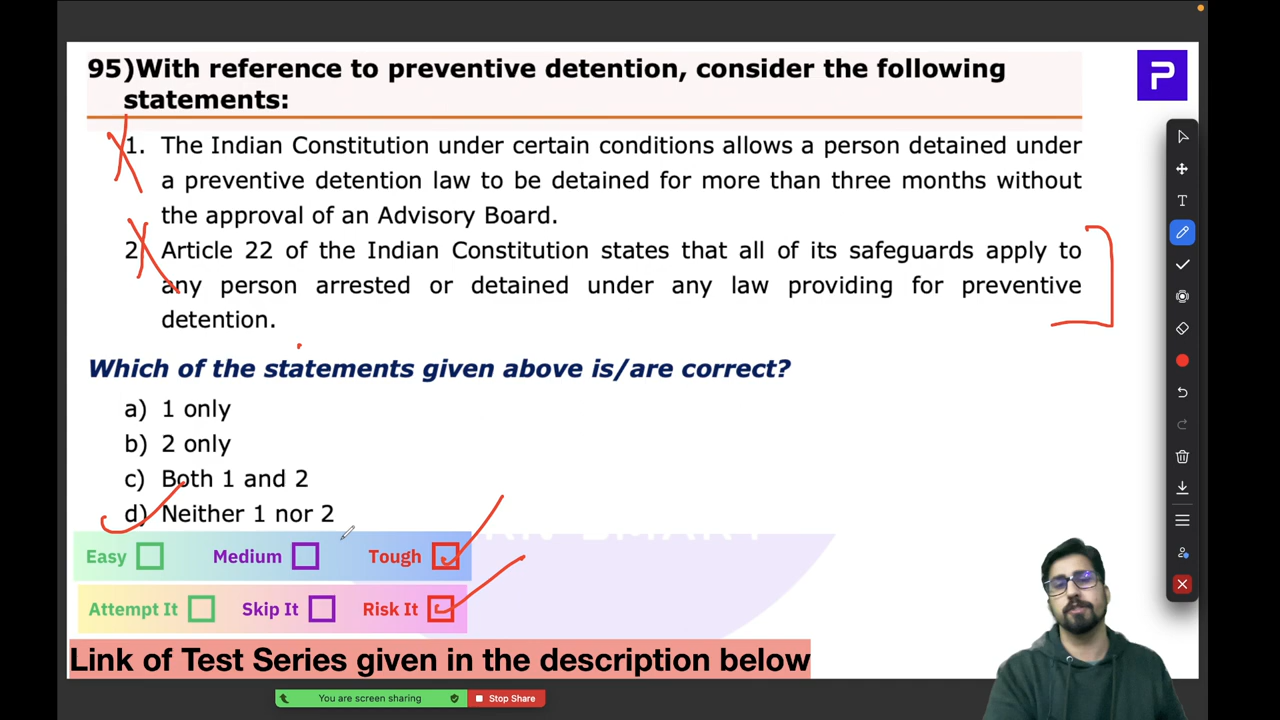 95)With reference to preventive detention, consider the following
statements:
1. The Indian Constitution under certain conditions allows a person detained under
a preventive detention law to be detained for more than three months without
the approval of an Advisory Board.
2. Article 22 of the Indian Constitution states that all of its safeguards apply to
any person arrested or detained under any law providing for preventive
detention.
Which of the statements given above is/are correct?
a) 1 only
b) 2 only
c) Both 1 and 2
d) Neither 1 nor 2
Easy Medium Tough
Attempt It Skip It Risk It
Link of Test Series given in the description below
You are screen sharing Stop Share